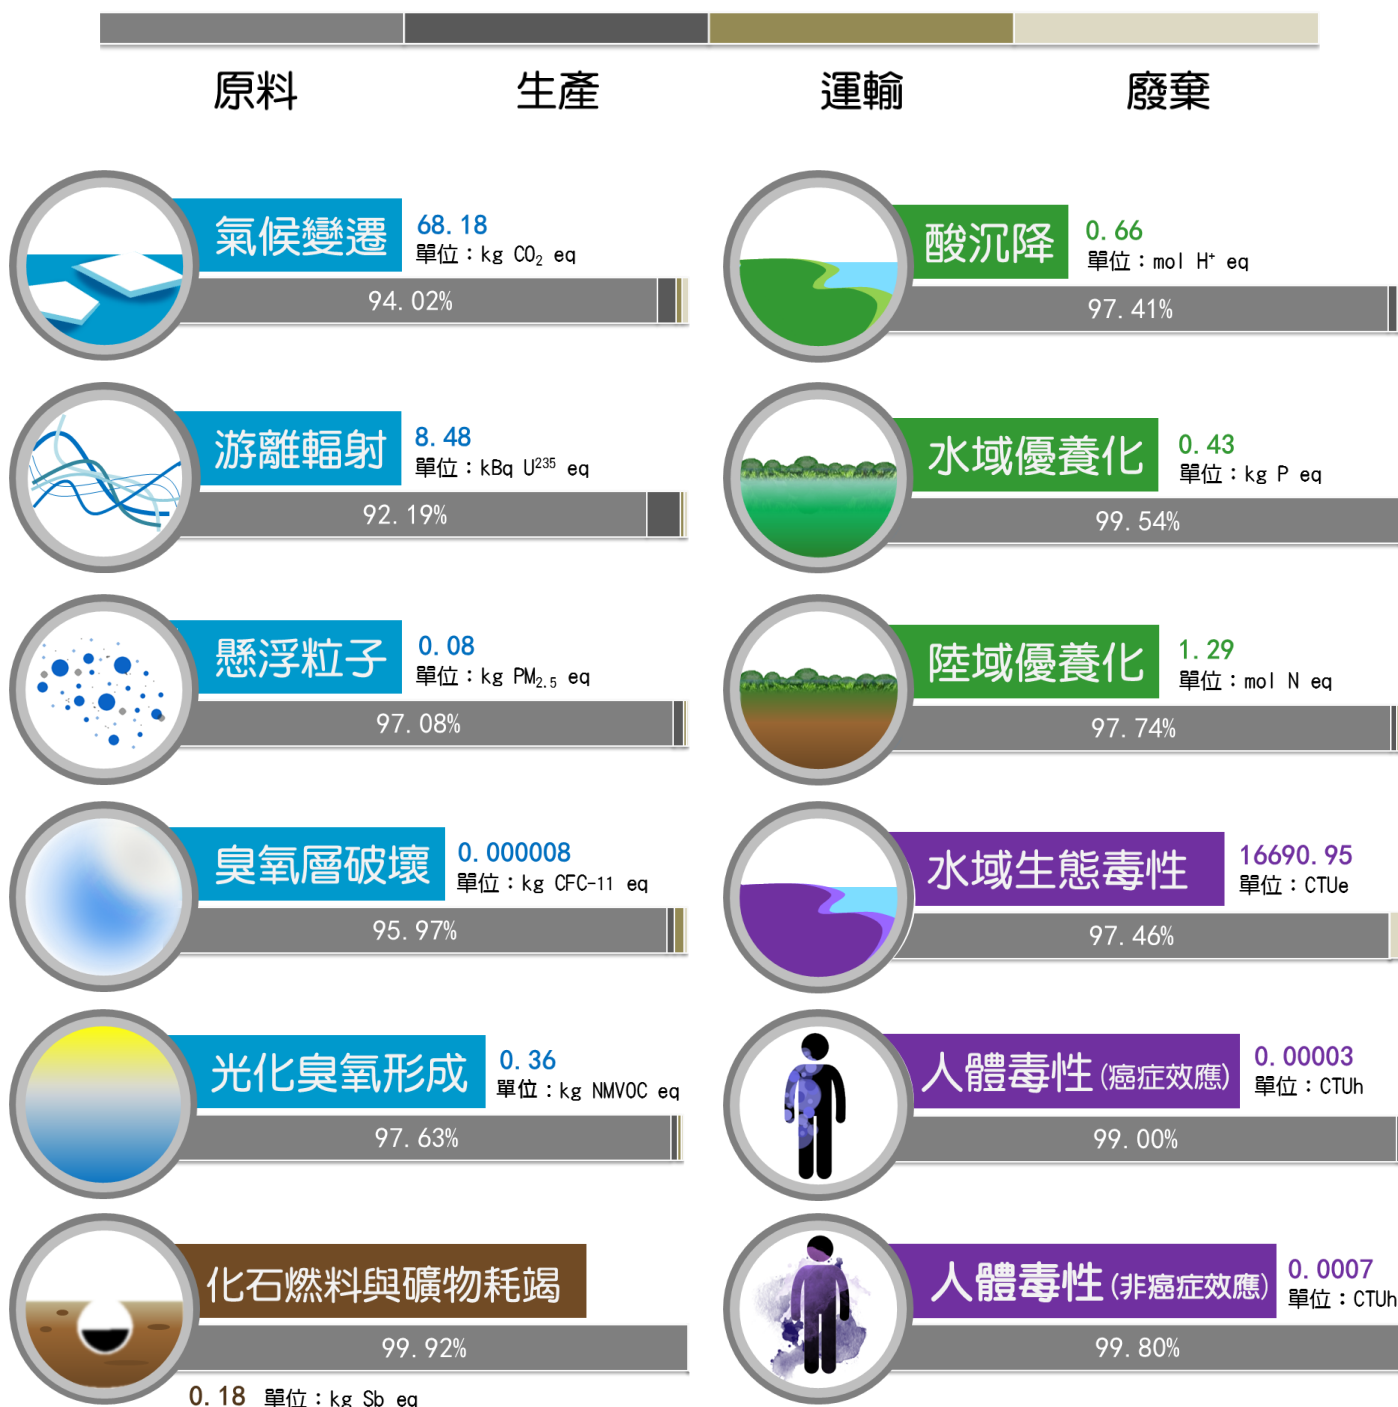 原料 生產 運輸 廢棄
氣候變遷
68.18
單位：kg CO₂ eq
94.02%
酸沉降
0.66
單位：mol H⁺ eq
97.41%
游離輻射
8.48
單位：kBq U²³⁵ eq
92.19%
水域優養化
0.43
單位：kg P eq
99.54%
懸浮粒子
0.08
單位：kg PM₂.₅ eq
97.08%
陸域優養化
1.29
單位：mol N eq
97.74%
臭氧層破壞
0.000008
單位：kg CFC-11 eq
95.97%
水域生態毒性
16690.95
單位：CTUe
97.46%
光化臭氧形成
0.36
單位：kg NMVOC eq
97.63%
人體毒性(癌症效應)
0.00003
單位：CTUh
99.00%
化石燃料與礦物耗竭
99.92%
0.18 單位：kg Sb eq
人體毒性(非癌症效應)
0.0007
單位：CTUh
99.80%